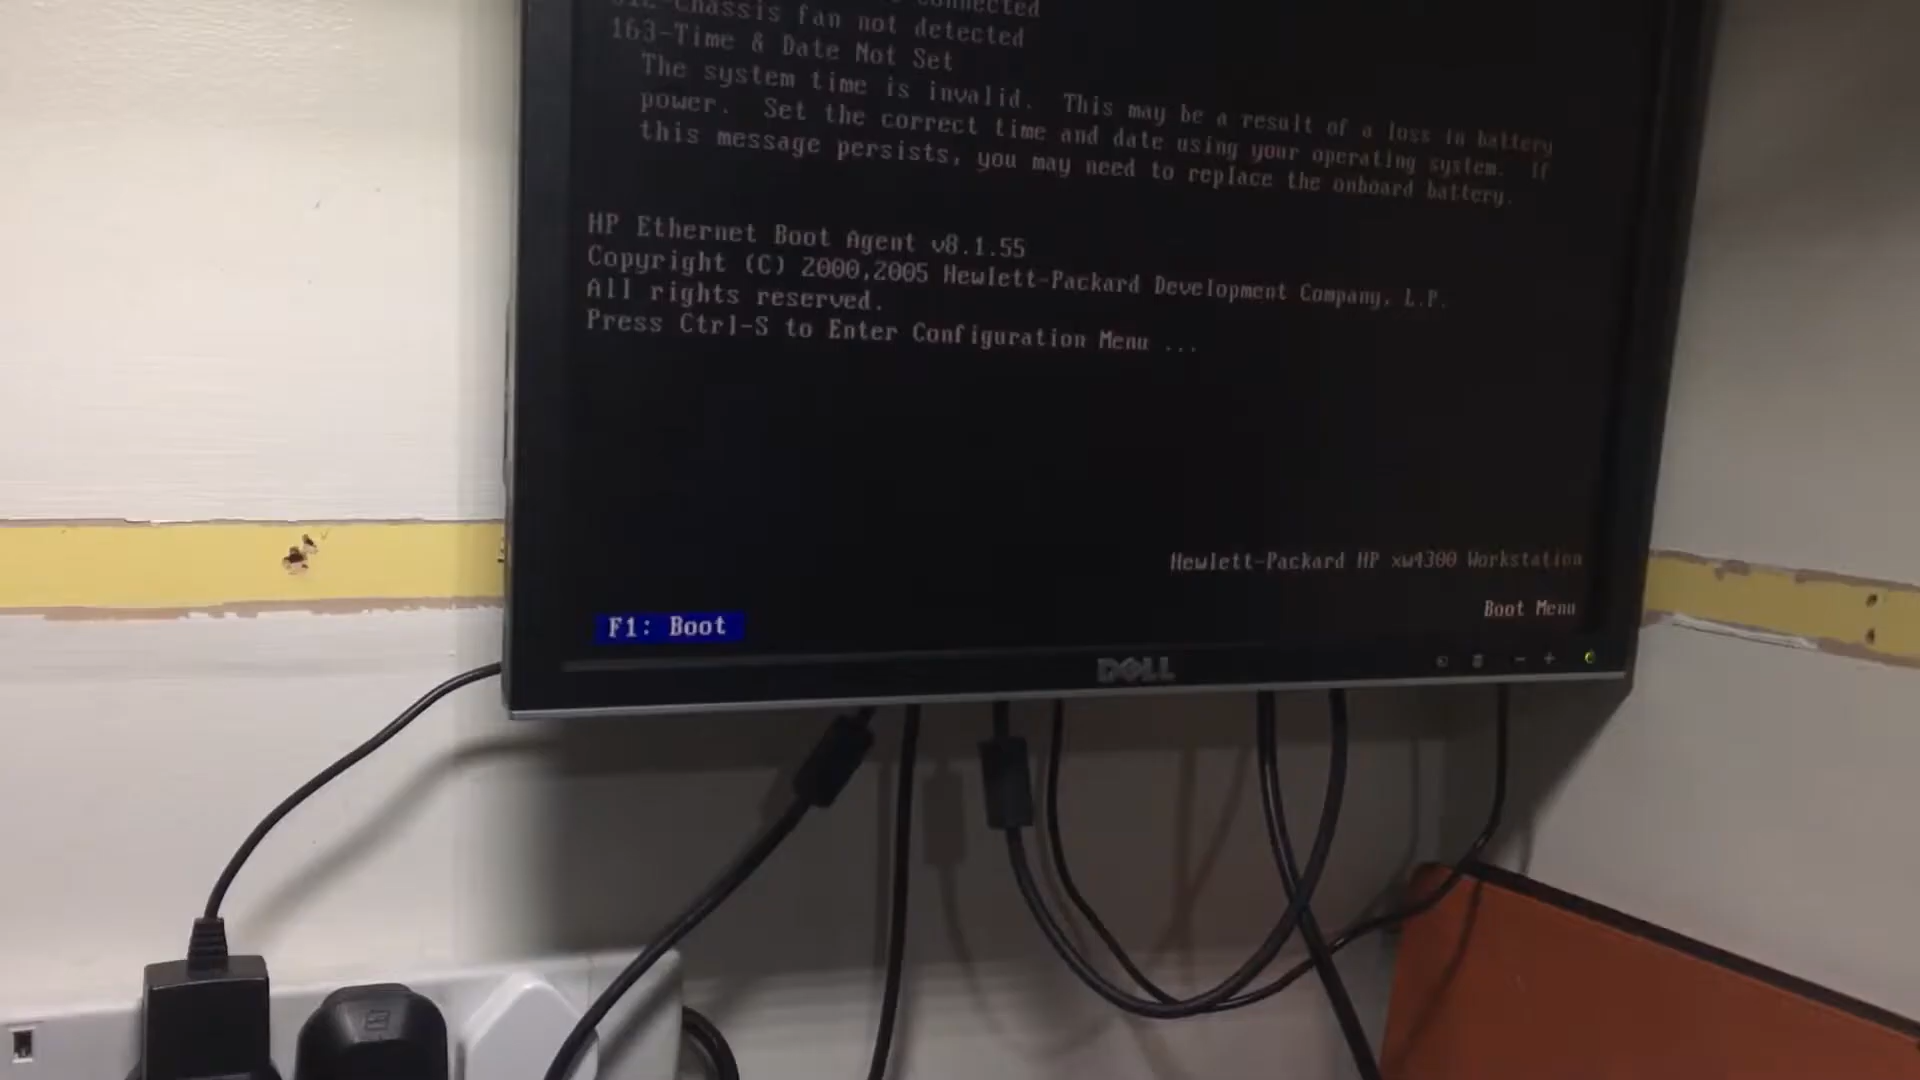 connected
512-Chassis fan not detected
163-Time & Date Not Set
The system time is invalid. This may be a result of a loss in battery
power. Set the correct time and date using your operating system. If
this message persists, you may need to replace the onboard battery.
HP Ethernet Boot Agent v8.1.55
Copyright (C) 2000,2005 Hewlett-Packard Development Company, L.P.
All rights reserved.
Press Ctrl-S to Enter Configuration Menu ...
Hewlett-Packard HP xw4300 Workstation
Boot Menu
F1: Boot
DELL